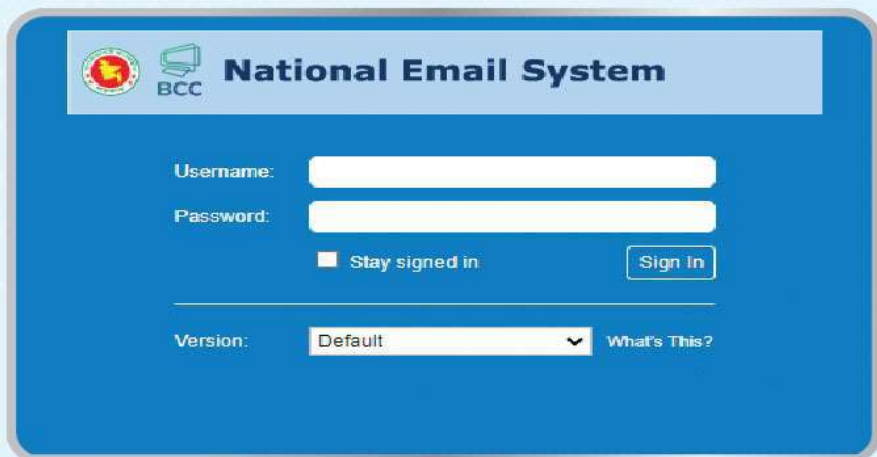 BCC National Email System
Username:
Password:
Stay signed in Sign In
Version: Default What's This?